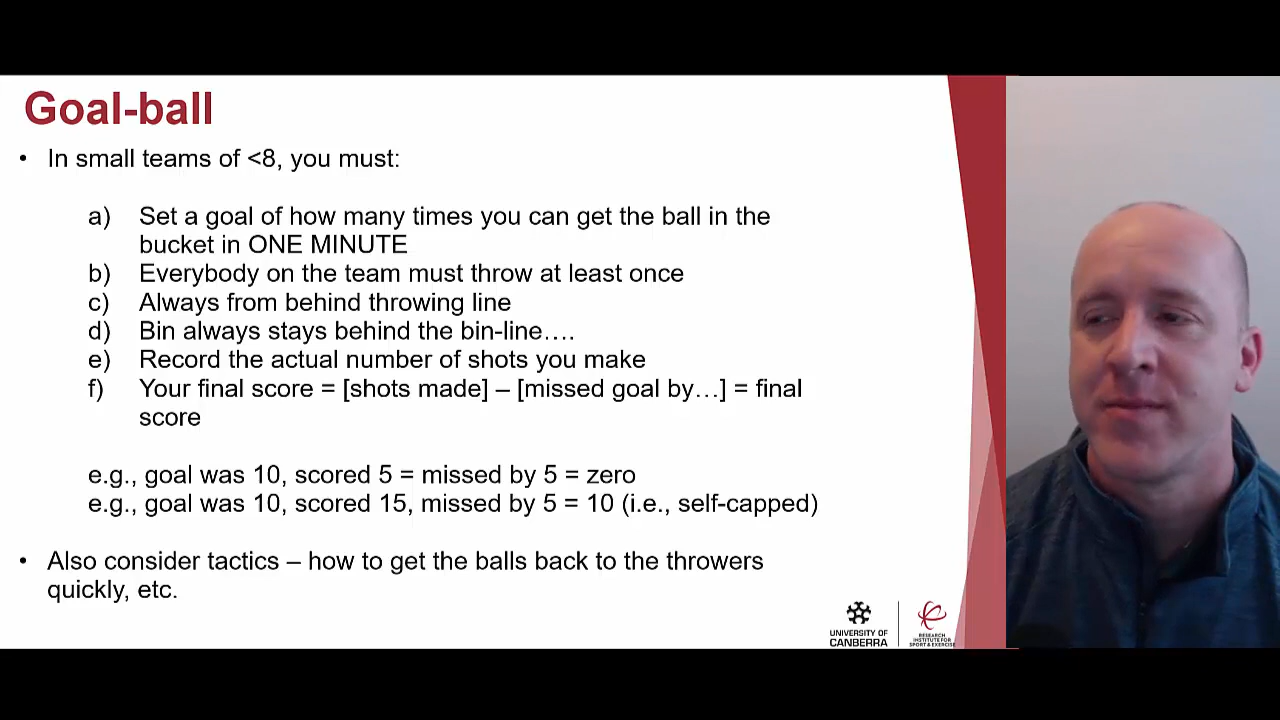 Goal-ball
• In small teams of <8, you must:
a) Set a goal of how many times you can get the ball in the
bucket in ONE MINUTE
b) Everybody on the team must throw at least once
c) Always from behind throwing line
d) Bin always stays behind the bin-line….
e) Record the actual number of shots you make
f) Your final score = [shots made] – [missed goal by…] = final
score
e.g., goal was 10, scored 5 = missed by 5 = zero
e.g., goal was 10, scored 15, missed by 5 = 10 (i.e., self-capped)
• Also consider tactics – how to get the balls back to the throwers
quickly, etc.
UNIVERSITY OF
CANBERRA
RESEARCH
INSTITUTE FOR
SPORT & EXERCISE